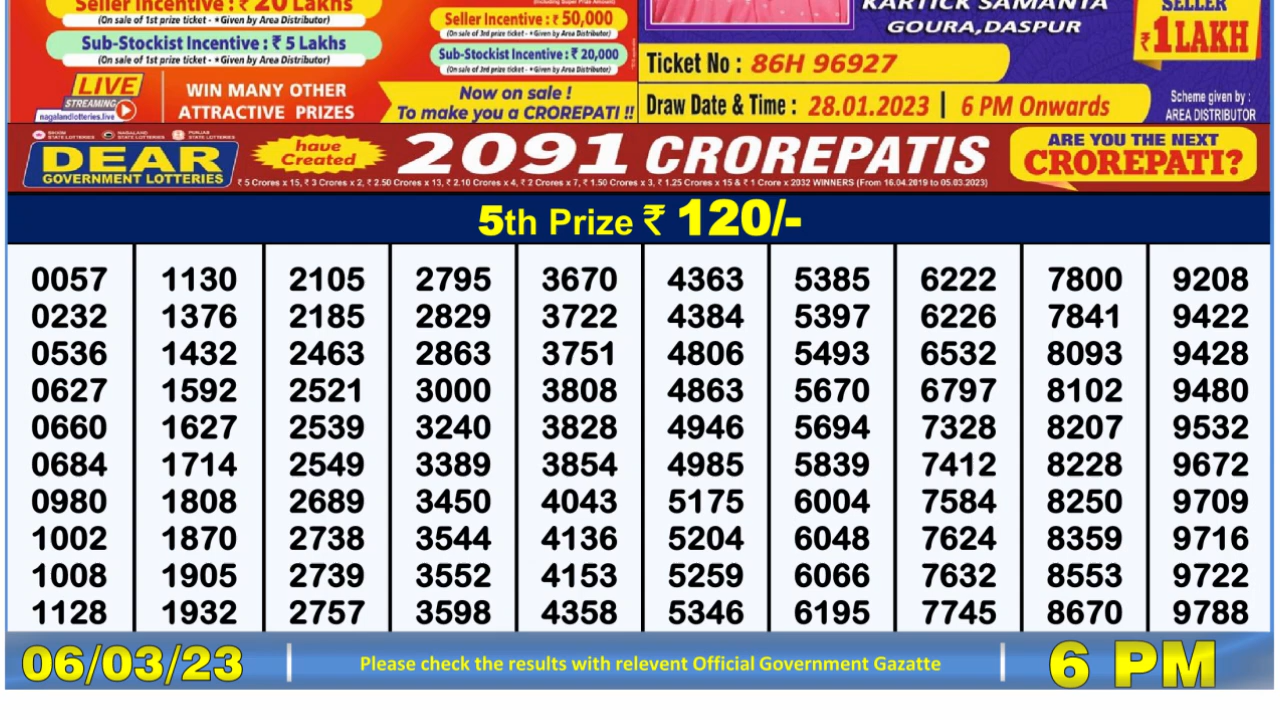 Seller Incentive : ₹ 20 Lakhs
(On sale of 1st prize ticket - *Given by Area Distributor)
Sub-Stockist Incentive : ₹ 5 Lakhs
(On sale of 1st prize ticket - *Given by Area Distributor)
Seller Incentive : ₹ 50,000
(On sale of 3rd prize ticket - *Given by Area Distributor)
Sub-Stockist Incentive : ₹ 20,000
(On sale of 3rd prize ticket - *Given by Area Distributor)
KARTICK SAMANTA
GOURA,DASPUR
SELLER
₹1LAKH
Ticket No : 86H 96927
Draw Date & Time : 28.01.2023 | 6 PM Onwards
Scheme given by :
AREA DISTRIBUTOR
LIVE
STREAMING
nagalandlotteries.live
WIN MANY OTHER
ATTRACTIVE PRIZES
Now on sale !
To make you a CROREPATI !!
SIKKIM STATE LOTTERIES NAGALAND STATE LOTTERIES PUNJAB STATE LOTTERIES
DEAR
GOVERNMENT LOTTERIES
have
Created
2091 CROREPATIS
₹ 5 Crores x 15, ₹ 3 Crores x 2, ₹ 2.50 Crores x 13, ₹ 2.10 Crores x 4, ₹ 2 Crores x 7, ₹ 1.50 Crores x 3, ₹ 1.25 Crores x 15 & ₹ 1 Crore x 2032 WINNERS (From 16.04.2019 to 05.03.2023)
ARE YOU THE NEXT
CROREPATI?
5th Prize ₹ 120/-
0057 1130 2105 2795 3670 4363 5385 6222 7800 9208
0232 1376 2185 2829 3722 4384 5397 6226 7841 9422
0536 1432 2463 2863 3751 4806 5493 6532 8093 9428
0627 1592 2521 3000 3808 4863 5670 6797 8102 9480
0660 1627 2539 3240 3828 4946 5694 7328 8207 9532
0684 1714 2549 3389 3854 4985 5839 7412 8228 9672
0980 1808 2689 3450 4043 5175 6004 7584 8250 9709
1002 1870 2738 3544 4136 5204 6048 7624 8359 9716
1008 1905 2739 3552 4153 5259 6066 7632 8553 9722
1128 1932 2757 3598 4358 5346 6195 7745 8670 9788
06/03/23 | Please check the results with relevent Official Government Gazatte | 6 PM